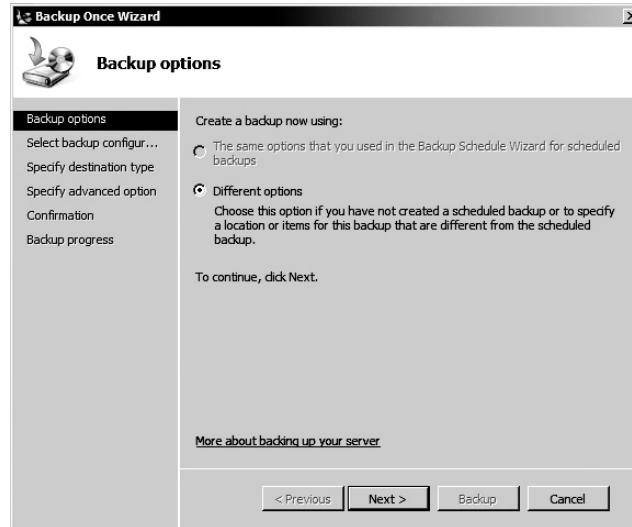 Backup Once Wizard
Backup options
Backup options
Select backup configur...
Specify destination type
Specify advanced option
Confirmation
Backup progress
Create a backup now using:
The same options that you used in the Backup Schedule Wizard for scheduled
backups
Different options
Choose this option if you have not created a scheduled backup or to specify
a location or items for this backup that are different from the scheduled
backup.
To continue, click Next.
More about backing up your server
< Previous
Next >
Backup
Cancel